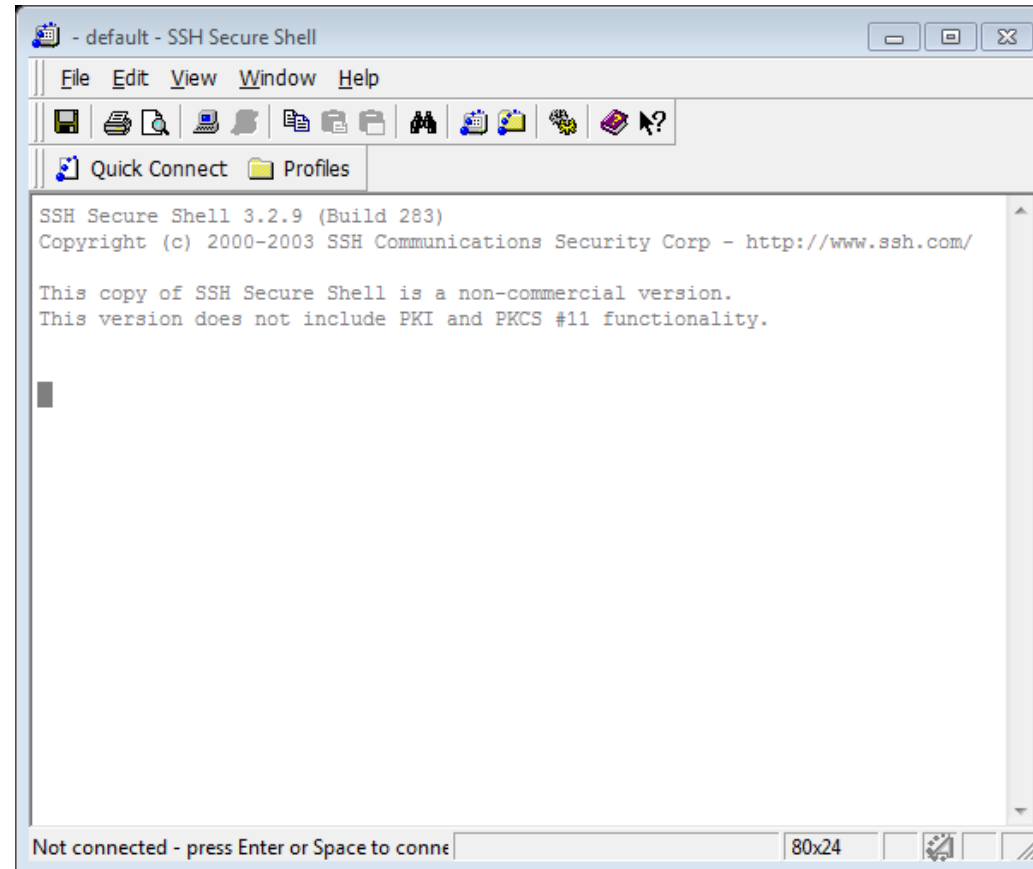 - default - SSH Secure Shell
File Edit View Window Help
Quick Connect Profiles
SSH Secure Shell 3.2.9 (Build 283)
Copyright (c) 2000-2003 SSH Communications Security Corp - http://www.ssh.com/
This copy of SSH Secure Shell is a non-commercial version.
This version does not include PKI and PKCS #11 functionality.
Not connected - press Enter or Space to conne 80x24